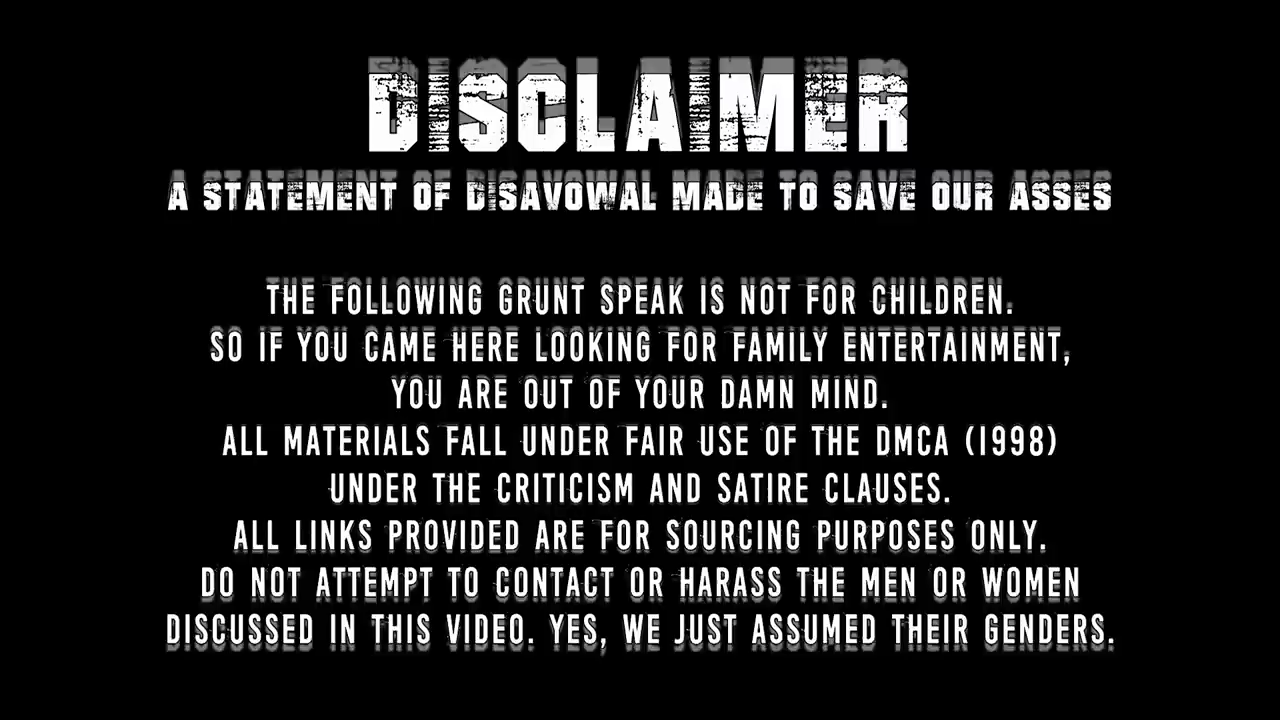 DISCLAIMER
A STATEMENT OF DISAVOWAL MADE TO SAVE OUR ASSES
THE FOLLOWING GRUNT SPEAK IS NOT FOR CHILDREN.
SO IF YOU CAME HERE LOOKING FOR FAMILY ENTERTAINMENT,
YOU ARE OUT OF YOUR DAMN MIND.
ALL MATERIALS FALL UNDER FAIR USE OF THE DMCA (1998)
UNDER THE CRITICISM AND SATIRE CLAUSES.
ALL LINKS PROVIDED ARE FOR SOURCING PURPOSES ONLY.
DO NOT ATTEMPT TO CONTACT OR HARASS THE MEN OR WOMEN
DISCUSSED IN THIS VIDEO. YES, WE JUST ASSUMED THEIR GENDERS.